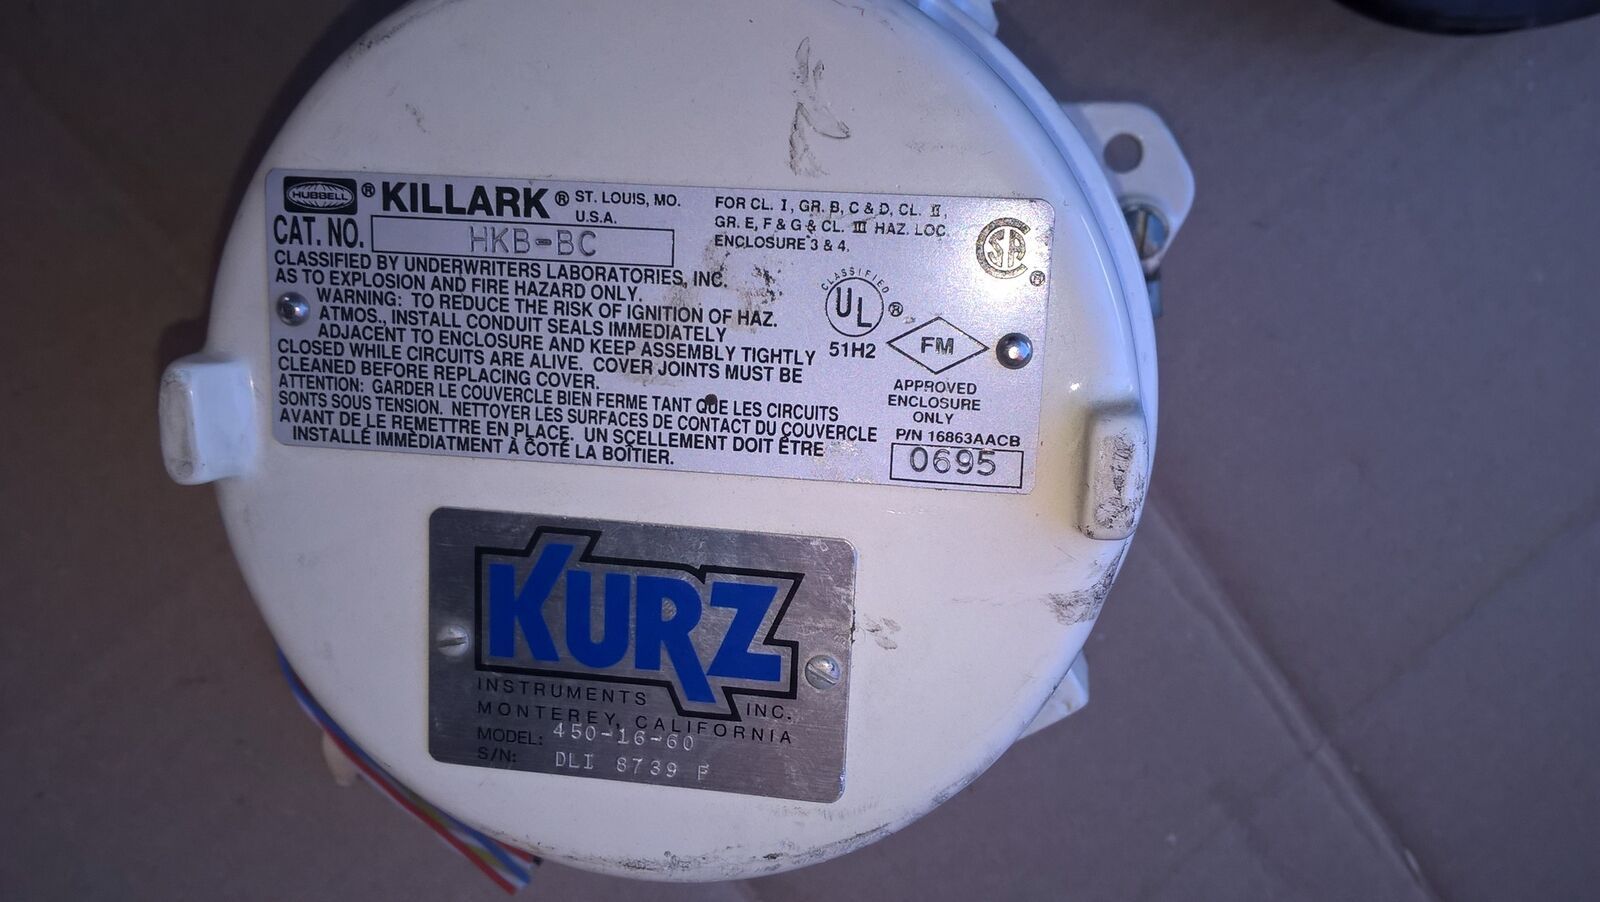 HUBBELL ® KILLARK ® ST. LOUIS, MO.
U.S.A.
CAT. NO. HKB-BC
CLASSIFIED BY UNDERWRITERS LABORATORIES, INC.
AS TO EXPLOSION AND FIRE HAZARD ONLY.
WARNING: TO REDUCE THE RISK OF IGNITION OF HAZ.
ATMOS., INSTALL CONDUIT SEALS IMMEDIATELY
ADJACENT TO ENCLOSURE AND KEEP ASSEMBLY TIGHTLY
CLOSED WHILE CIRCUITS ARE ALIVE. COVER JOINTS MUST BE
CLEANED BEFORE REPLACING COVER.
ATTENTION: GARDER LE COUVERCLE BIEN FERME TANT QUE LES CIRCUITS
SONTS SOUS TENSION. NETTOYER LES SURFACES DE CONTACT DU COUVERCLE
AVANT DE LE REMETTRE EN PLACE. UN SCELLEMENT DOIT ÊTRE
INSTALLÉ IMMÈDIATMENT À CÔTÉ LA BOÎTIER.
FOR CL. I, GR. B, C & D, CL. II,
GR. E, F & G & CL. III HAZ. LOC.
ENCLOSURE 3 & 4.
CSA ®
CLASSIFIED
UL ®
51H2
FM
APPROVED
ENCLOSURE
ONLY
P/N 16863AACB
0695
KURZ
INSTRUMENTS INC.
MONTEREY, CALIFORNIA
MODEL: 450-16-60
S/N: DLI 8739 F